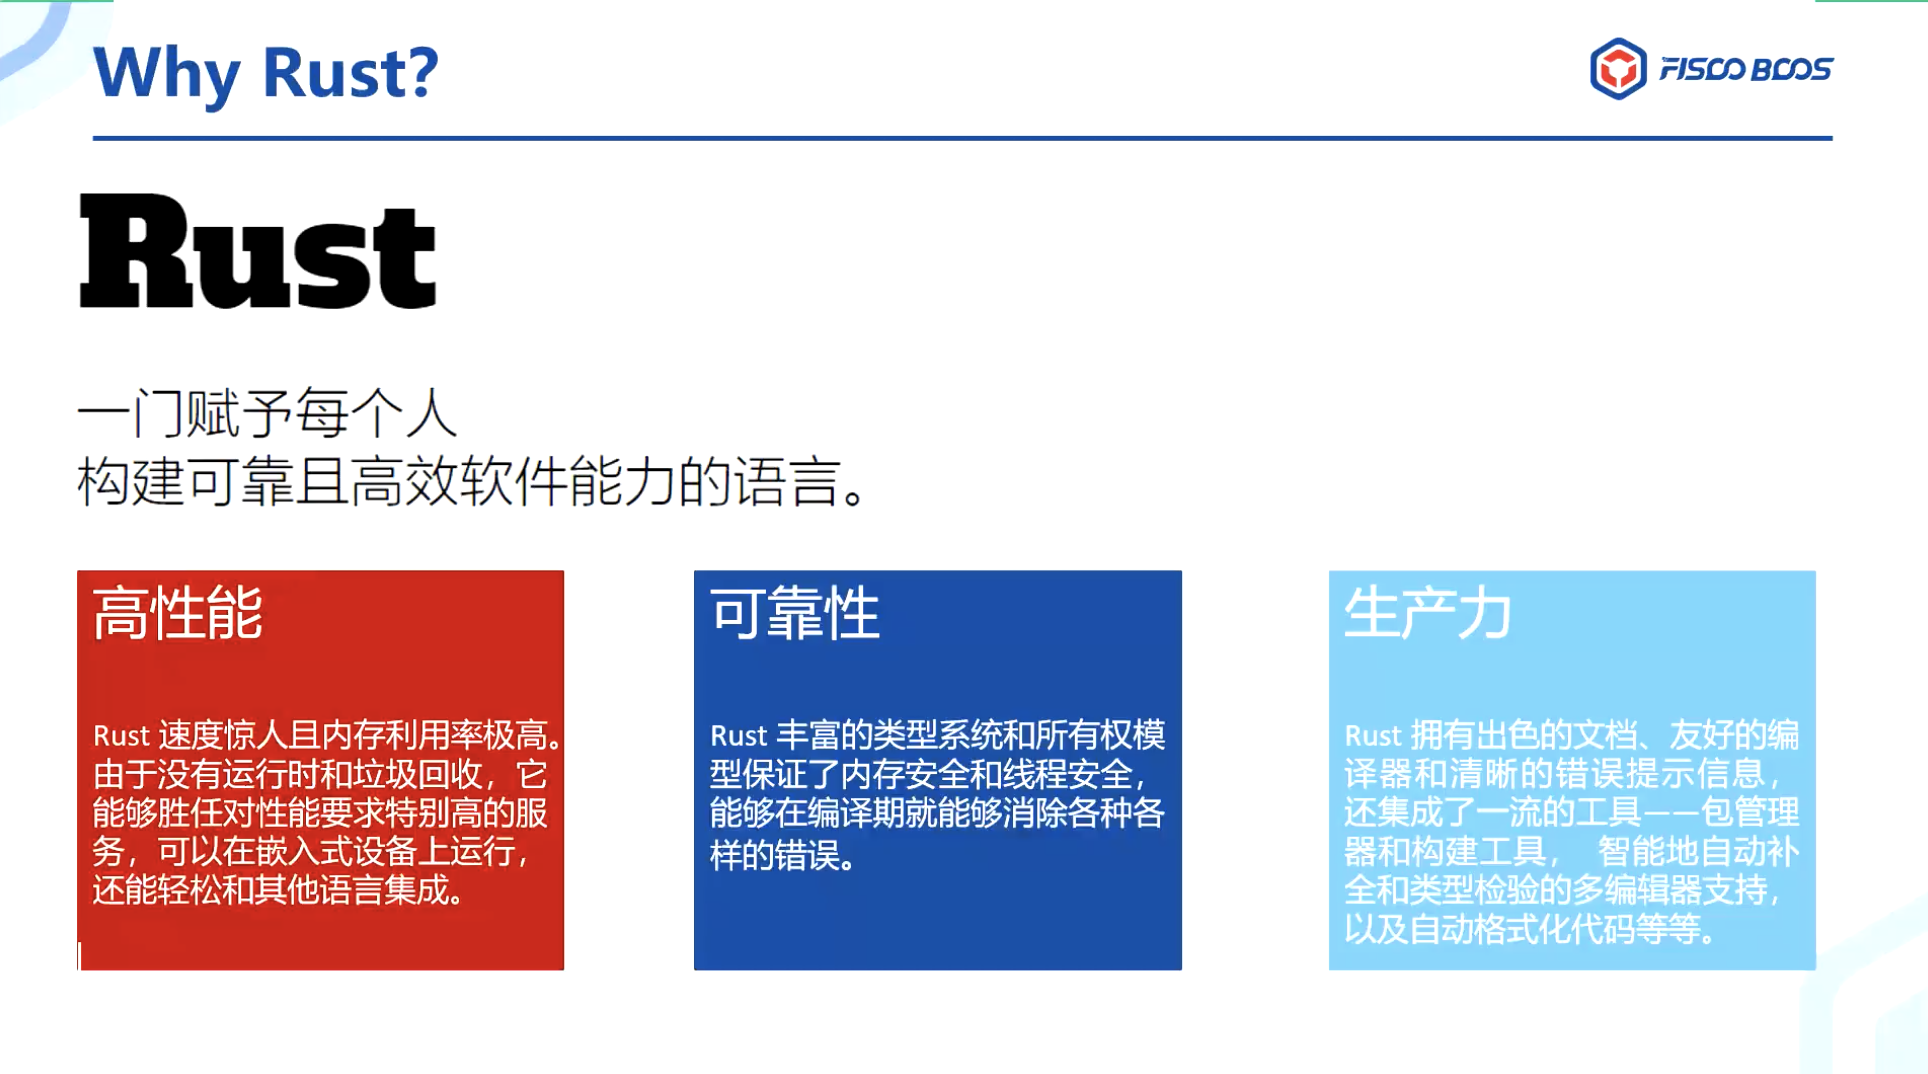 Why Rust?
FISCO BCOS
Rust
一门赋予每个人
构建可靠且高效软件能力的语言。
高性能
Rust 速度惊人且内存利用率极高。
由于没有运行时和垃圾回收，它
能够胜任对性能要求特别高的服
务，可以在嵌入式设备上运行，
还能轻松和其他语言集成。
可靠性
Rust 丰富的类型系统和所有权模
型保证了内存安全和线程安全，
能够在编译期就能够消除各种各
样的错误。
生产力
Rust 拥有出色的文档、友好的编
译器和清晰的错误提示信息，
还集成了一流的工具——包管理
器和构建工具， 智能地自动补
全和类型检验的多编辑器支持，
以及自动格式化代码等等。